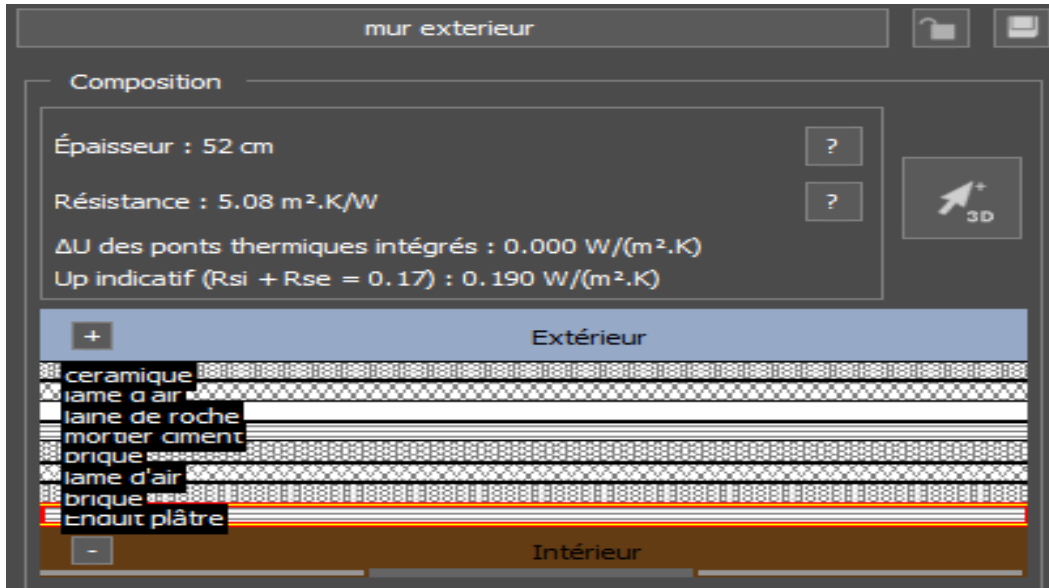 mur exterieur
Composition
Épaisseur : 52 cm
?
Résistance : 5.08 m².K/W
?
+
3D
ΔU des ponts thermiques intégrés : 0.000 W/(m².K)
Up indicatif (Rsi + Rse = 0.17) : 0.190 W/(m².K)
+
Extérieur
ceramique
lame d'air
laine de roche
mortier ciment
brique
lame d'air
brique
Enduit plâtre
-
Intérieur